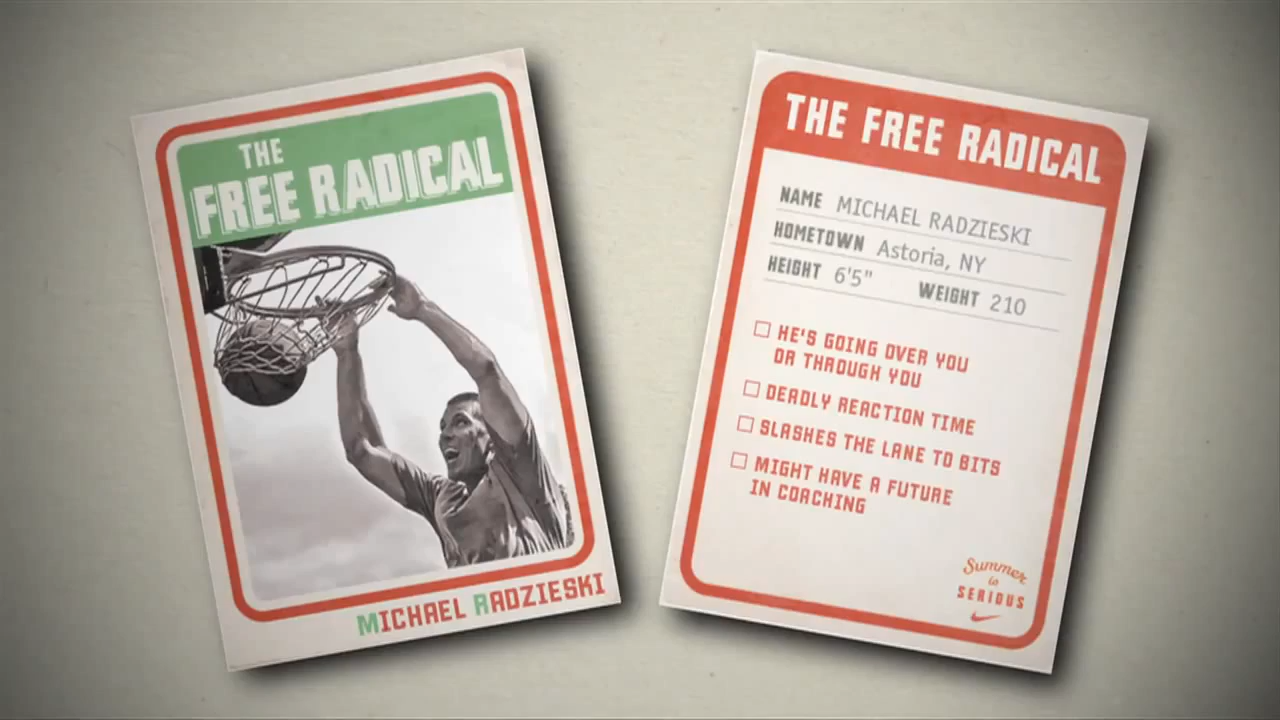 THE
FREE RADICAL
MICHAEL RADZIESKI
THE FREE RADICAL
NAME MICHAEL RADZIESKI
HOMETOWN Astoria, NY
HEIGHT 6'5" WEIGHT 210
HE'S GOING OVER YOU
OR THROUGH YOU
DEADLY REACTION TIME
SLASHES THE LANE TO BITS
MIGHT HAVE A FUTURE
IN COACHING
Summer
is
SERIOUS